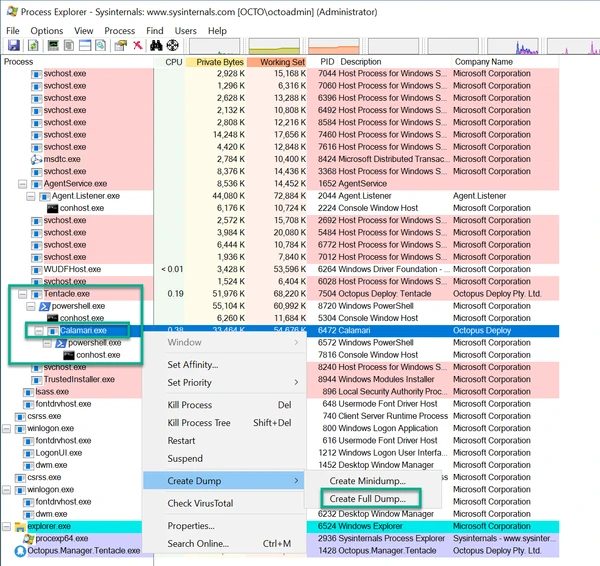 Process Explorer - Sysinternals: www.sysinternals.com [OCTO\octoadmin] (Administrator)
File Options View Process Find Users Help
Process CPU Private Bytes Working Set PID Description Company Name
svchost.exe 2,928 K 15,168 K 7044 Host Process for Windows S... Microsoft Corporation
svchost.exe 1,296 K 6,316 K 7060 Host Process for Windows S... Microsoft Corporation
svchost.exe 2,628 K 13,288 K 6396 Host Process for Windows S... Microsoft Corporation
svchost.exe 2,132 K 10,808 K 6492 Host Process for Windows S... Microsoft Corporation
svchost.exe 2,808 K 12,216 K 8584 Host Process for Windows S... Microsoft Corporation
svchost.exe 14,248 K 17,656 K 7460 Host Process for Windows S... Microsoft Corporation
svchost.exe 4,420 K 12,848 K 7616 Host Process for Windows S... Microsoft Corporation
msdtc.exe 2,784 K 10,400 K 8424 Microsoft Distributed Transac... Microsoft Corporation
svchost.exe 8,376 K 14,436 K 3368 Host Process for Windows S... Microsoft Corporation
AgentService.exe 8,536 K 14,452 K 1652 AgentService
Agent.Listener.exe 44,080 K 72,884 K 2044 Agent.Listener Agent.Listener
conhost.exe 6,176 K 10,724 K 2224 Console Window Host Microsoft Corporation
svchost.exe 2,572 K 15,708 K 2692 Host Process for Windows S... Microsoft Corporation
svchost.exe 3,984 K 20,080 K 5484 Host Process for Windows S... Microsoft Corporation
svchost.exe 6,444 K 10,784 K 6772 Host Process for Windows S... Microsoft Corporation
svchost.exe 1,936 K 7,840 K 7012 Host Process for Windows S... Microsoft Corporation
WUDFHost.exe < 0.01 3,428 K 53,596 K 6264 Windows Driver Foundation - ... Microsoft Corporation
svchost.exe 1,524 K 6,404 K 6028 Host Process for Windows S... Microsoft Corporation
Tentacle.exe 0.19 51,976 K 68,220 K 7504 Octopus Deploy: Tentacle Octopus Deploy Pty. Ltd.
powershell.exe 55,104 K 60,992 K 8720 Windows PowerShell Microsoft Corporation
conhost.exe 6,260 K 11,684 K 7304 Console Window Host Microsoft Corporation
Calamari.exe 0.38 33,464 K 54,676 K 6472 Calamari Octopus Deploy
powershell.exe 6572 Windows PowerShell Microsoft Corporation
conhost.exe 7816 Console Window Host Microsoft Corporation
svchost.exe 8240 Host Process for Windows S... Microsoft Corporation
TrustedInstaller.exe 8944 Windows Modules Installer Microsoft Corporation
lsass.exe 896 Local Security Authority Proc... Microsoft Corporation
fontdrvhost.exe 648 Usermode Font Driver Host Microsoft Corporation
csrss.exe 740 Client Server Runtime Process Microsoft Corporation
winlogon.exe 800 Windows Logon Application Microsoft Corporation
fontdrvhost.exe 616 Usermode Font Driver Host Microsoft Corporation
LogonUI.exe 1212 Windows Logon User Interfa... Microsoft Corporation
dwm.exe 1452 Desktop Window Manager Microsoft Corporation
csrss.exe
winlogon.exe
fontdrvhost.exe
dwm.exe 6232 Desktop Window Manager Microsoft Corporation
explorer.exe 6524 Windows Explorer Microsoft Corporation
procexp64.exe 2936 Sysinternals Process Explorer Sysinternals - www.sysinter...
Octopus.Manager.Tentacle.exe 1428 Octopus.Manager.Tentacle Octopus Deploy Pty. Ltd.
Window
Set Affinity...
Set Priority
Kill Process Del
Kill Process Tree Shift+Del
Restart
Suspend
Create Dump
Check VirusTotal
Properties...
Search Online... Ctrl+M
Create Minidump...
Create Full Dump...